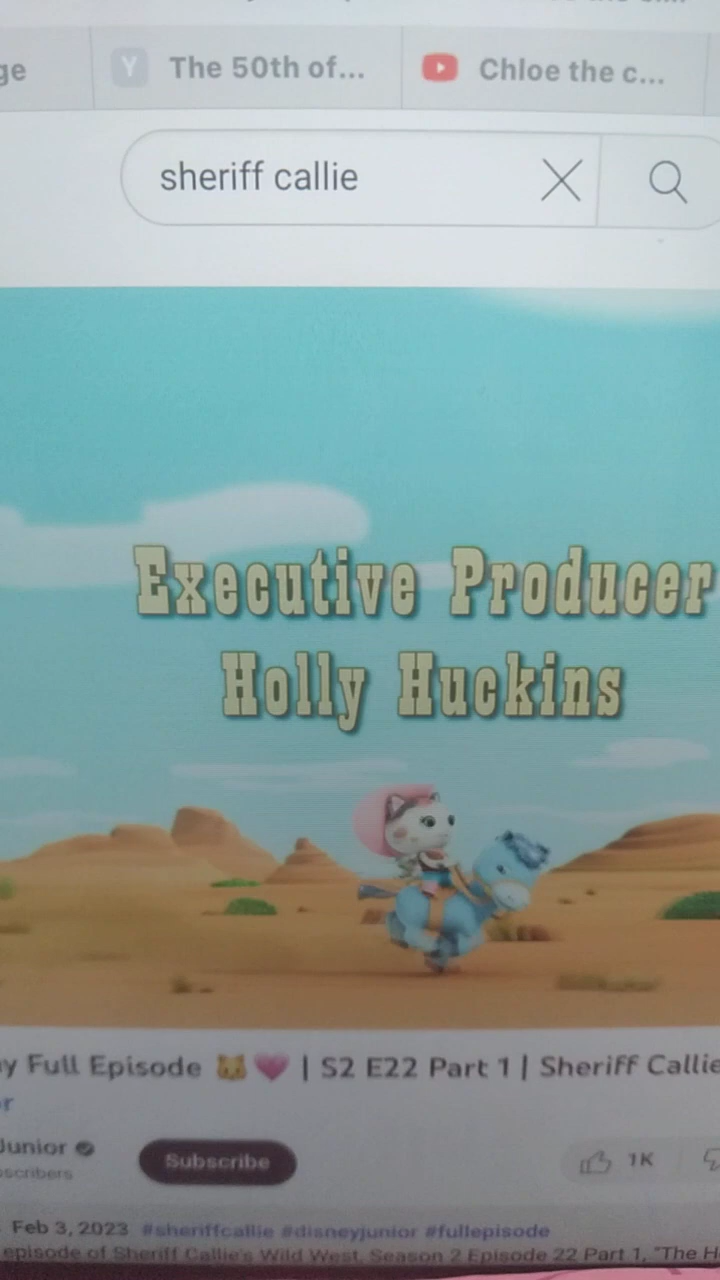 ge
Y The 50th of...
Chloe the c...
sheriff callie
Executive Producer
Holly Huckins
y Full Episode 🐱💗 | S2 E22 Part 1 | Sheriff Callie
r
Junior
scribers
Subscribe
1K
Feb 3, 2023 #sheriffcallie #disneyjunior #fullepisode
episode of Sheriff Callie's Wild West, Season 2 Episode 22 Part 1, "The H